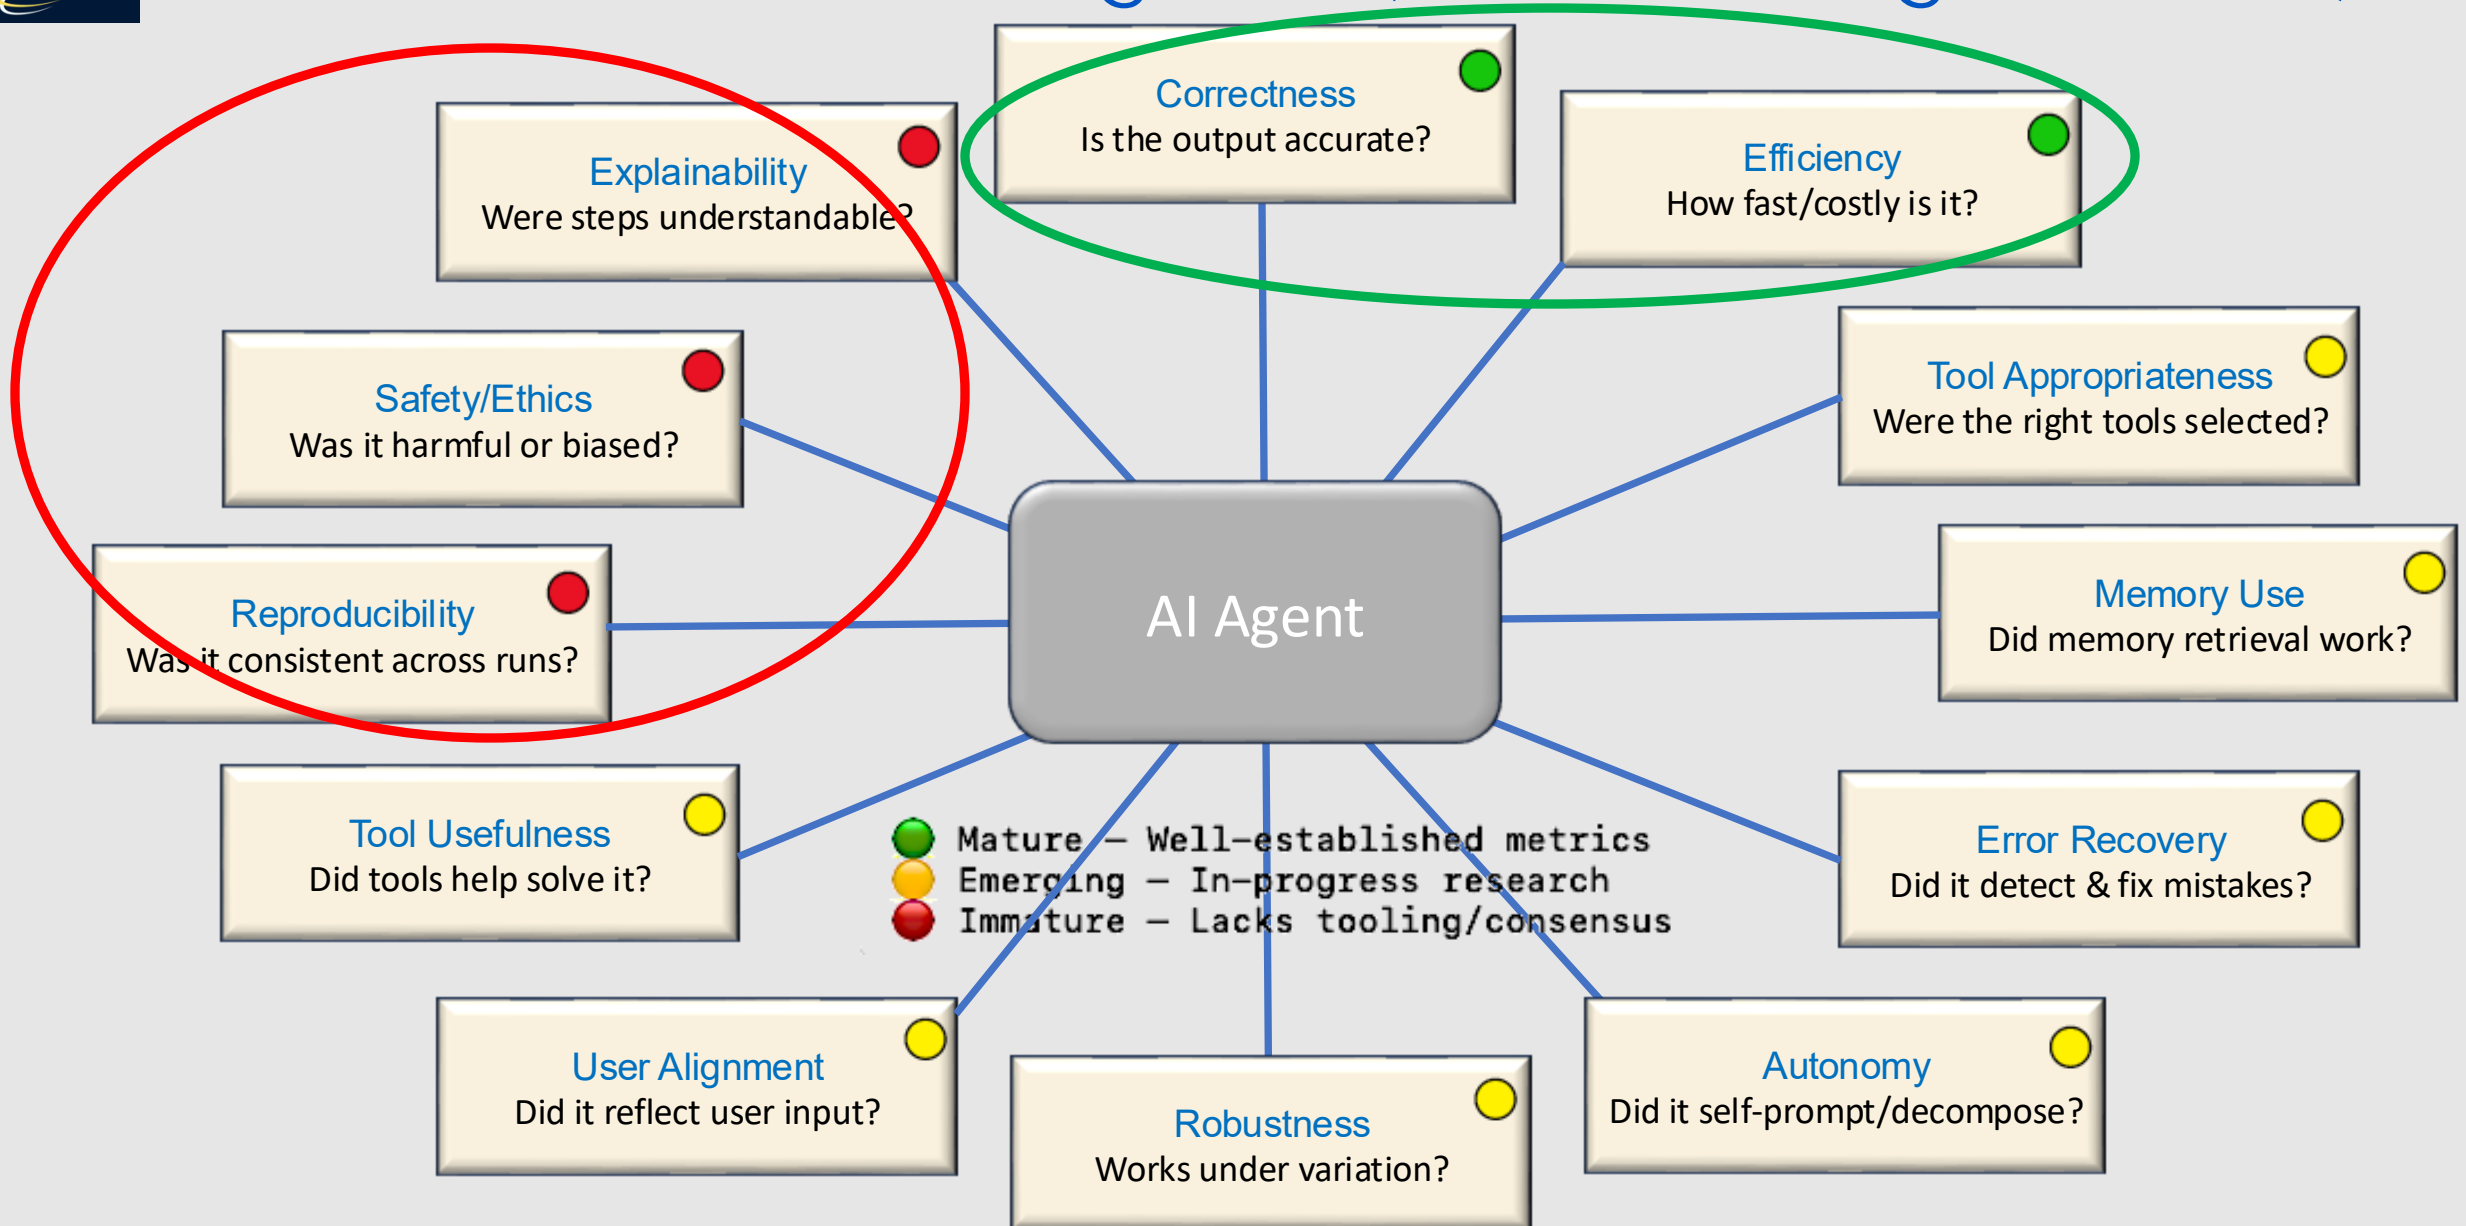 Correctness
Is the output accurate?
Efficiency
How fast/costly is it?
Explainability
Were steps understandable?
Tool Appropriateness
Were the right tools selected?
Safety/Ethics
Was it harmful or biased?
Memory Use
Did memory retrieval work?
Reproducibility
Was it consistent across runs?
AI Agent
Tool Usefulness
Did tools help solve it?
Mature – Well-established metrics
Emerging – In-progress research
Immature – Lacks tooling/consensus
Error Recovery
Did it detect & fix mistakes?
User Alignment
Did it reflect user input?
Robustness
Works under variation?
Autonomy
Did it self-prompt/decompose?